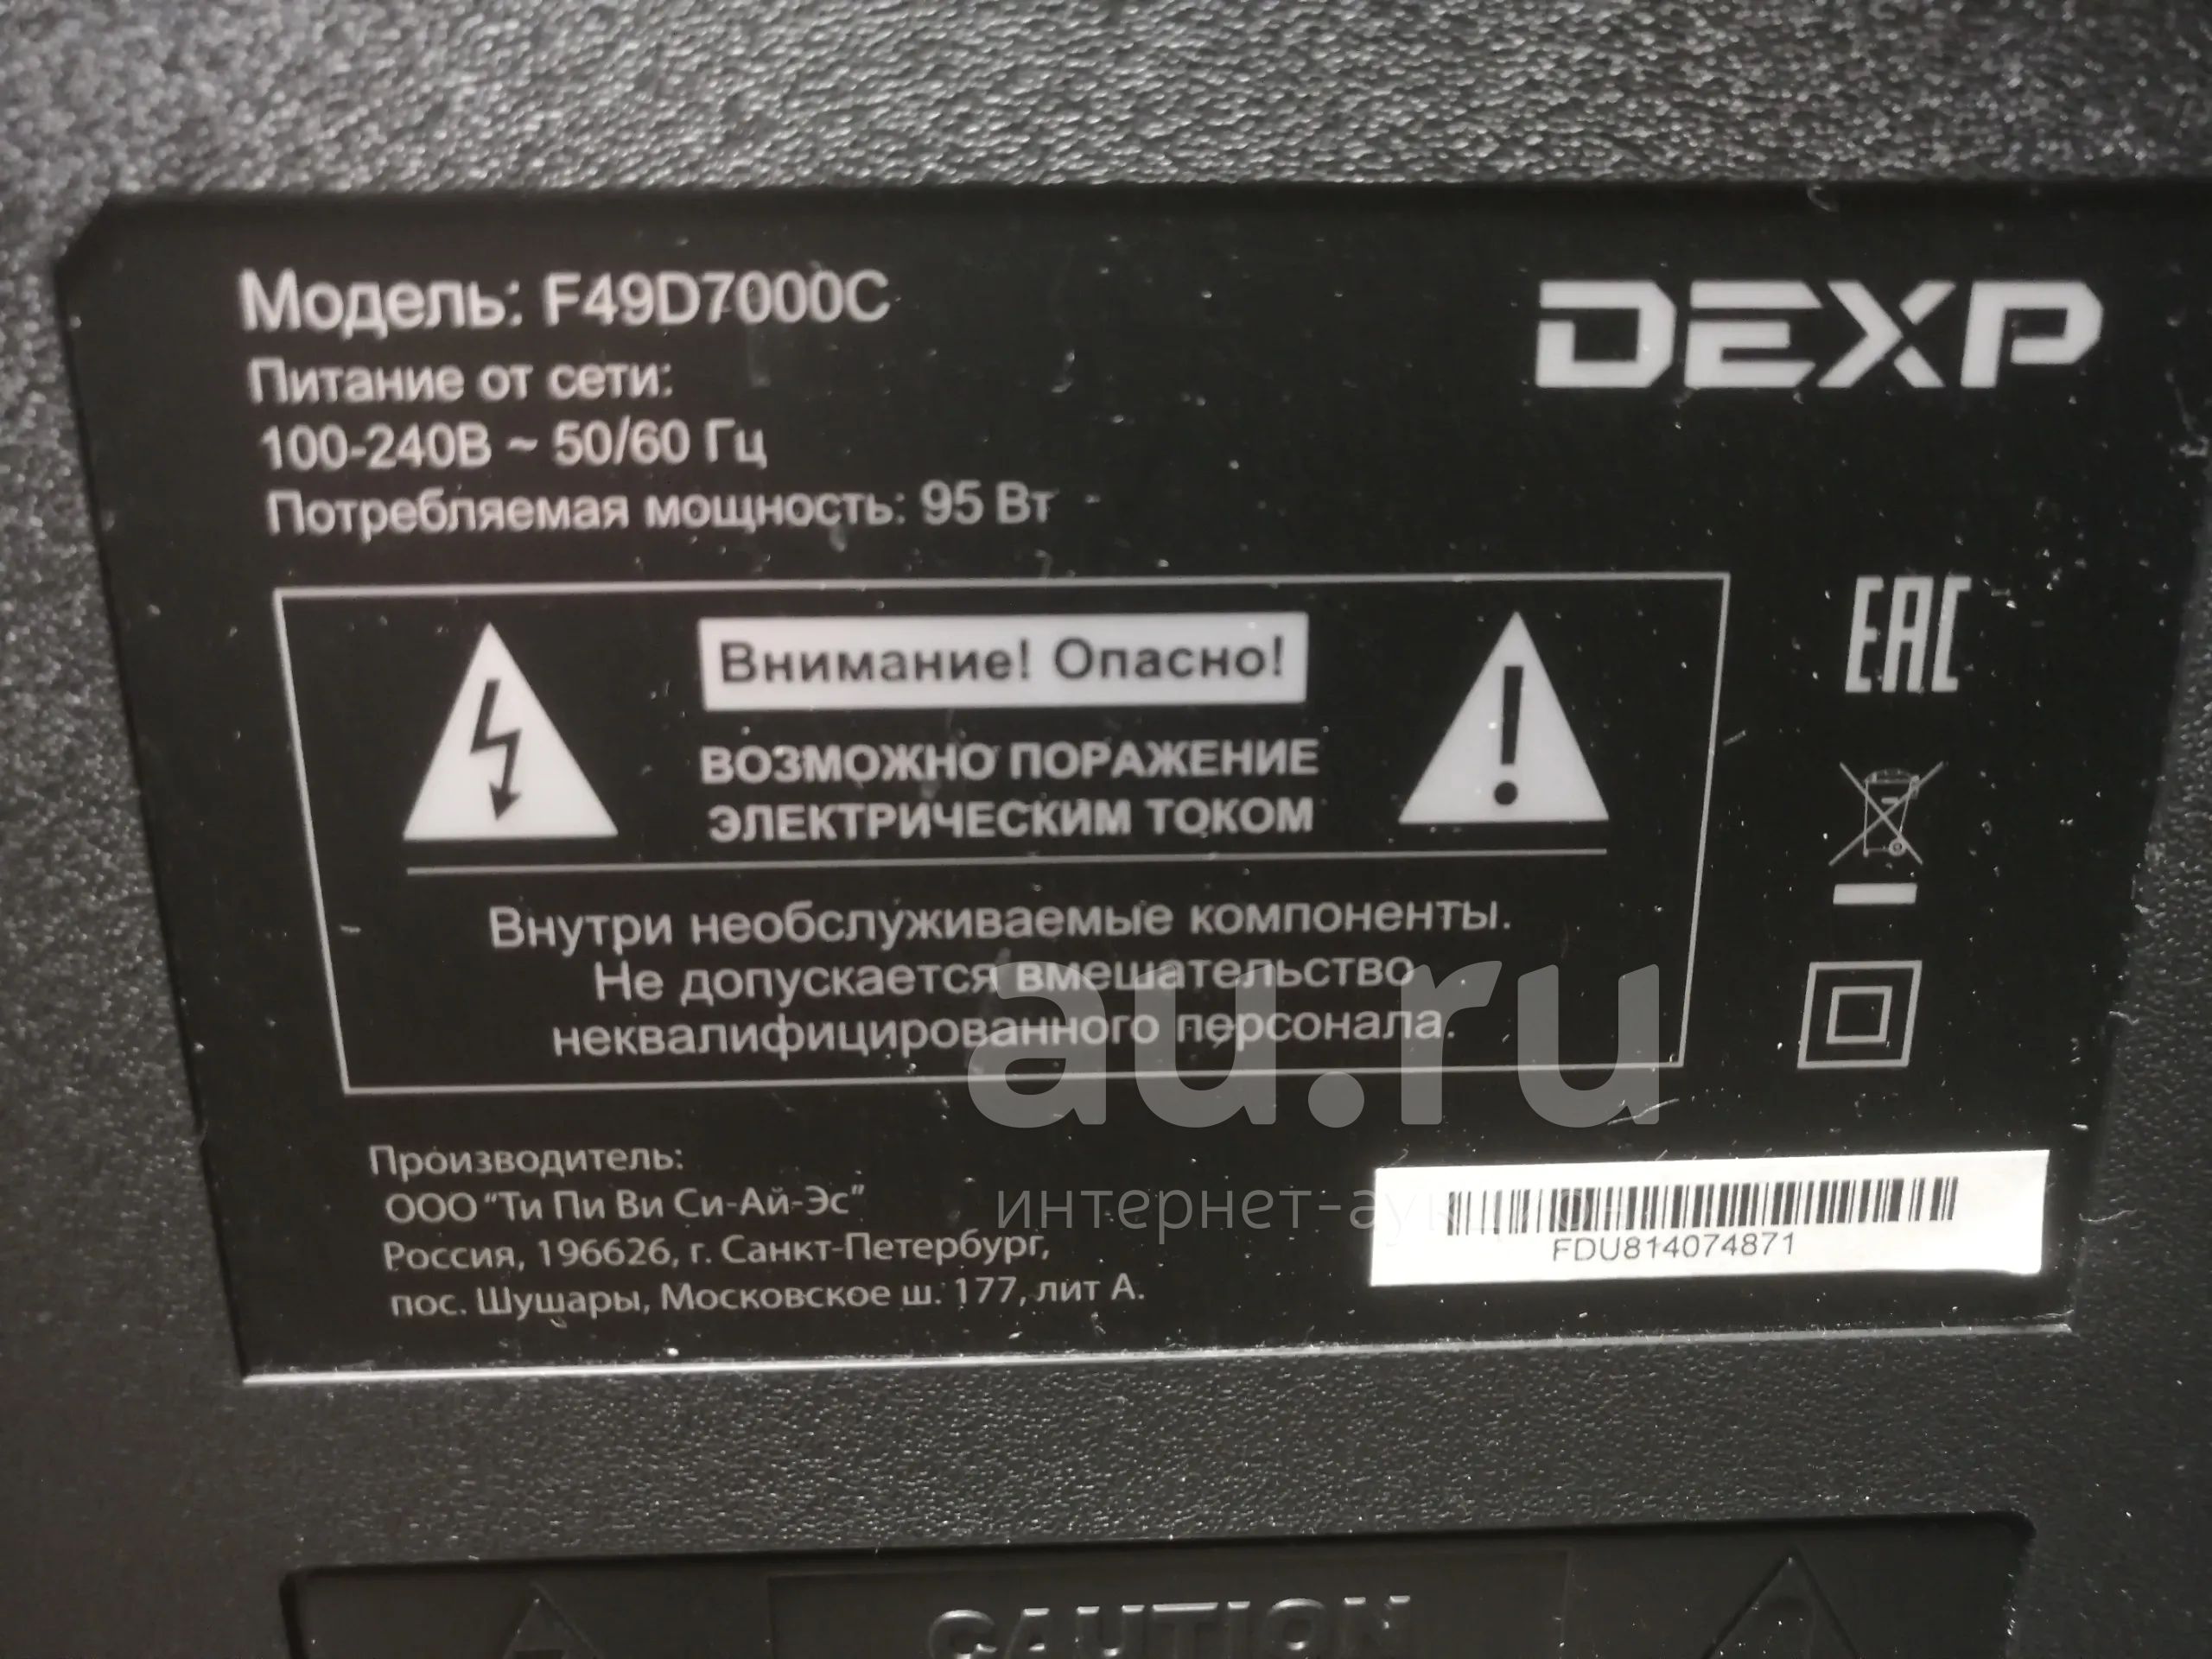 Модель: F49D7000C
DEXP
Питание от сети:
100-240В ~ 50/60 Гц
Потребляемая мощность: 95 Вт
EAC
Внимание! Опасно!
ВОЗМОЖНО ПОРАЖЕНИЕ
ЭЛЕКТРИЧЕСКИМ ТОКОМ
Внутри необслуживаемые компоненты.
Не допускается вмешательство
неквалифицированного персонала.
au.ru
интернет-аукцион
Производитель:
ООО “Ти Пи Ви Си-Ай-Эс”
Россия, 196626, г. Санкт-Петербург,
пос. Шушары, Московское ш. 177, лит А.
FDU814074871
CAUTION